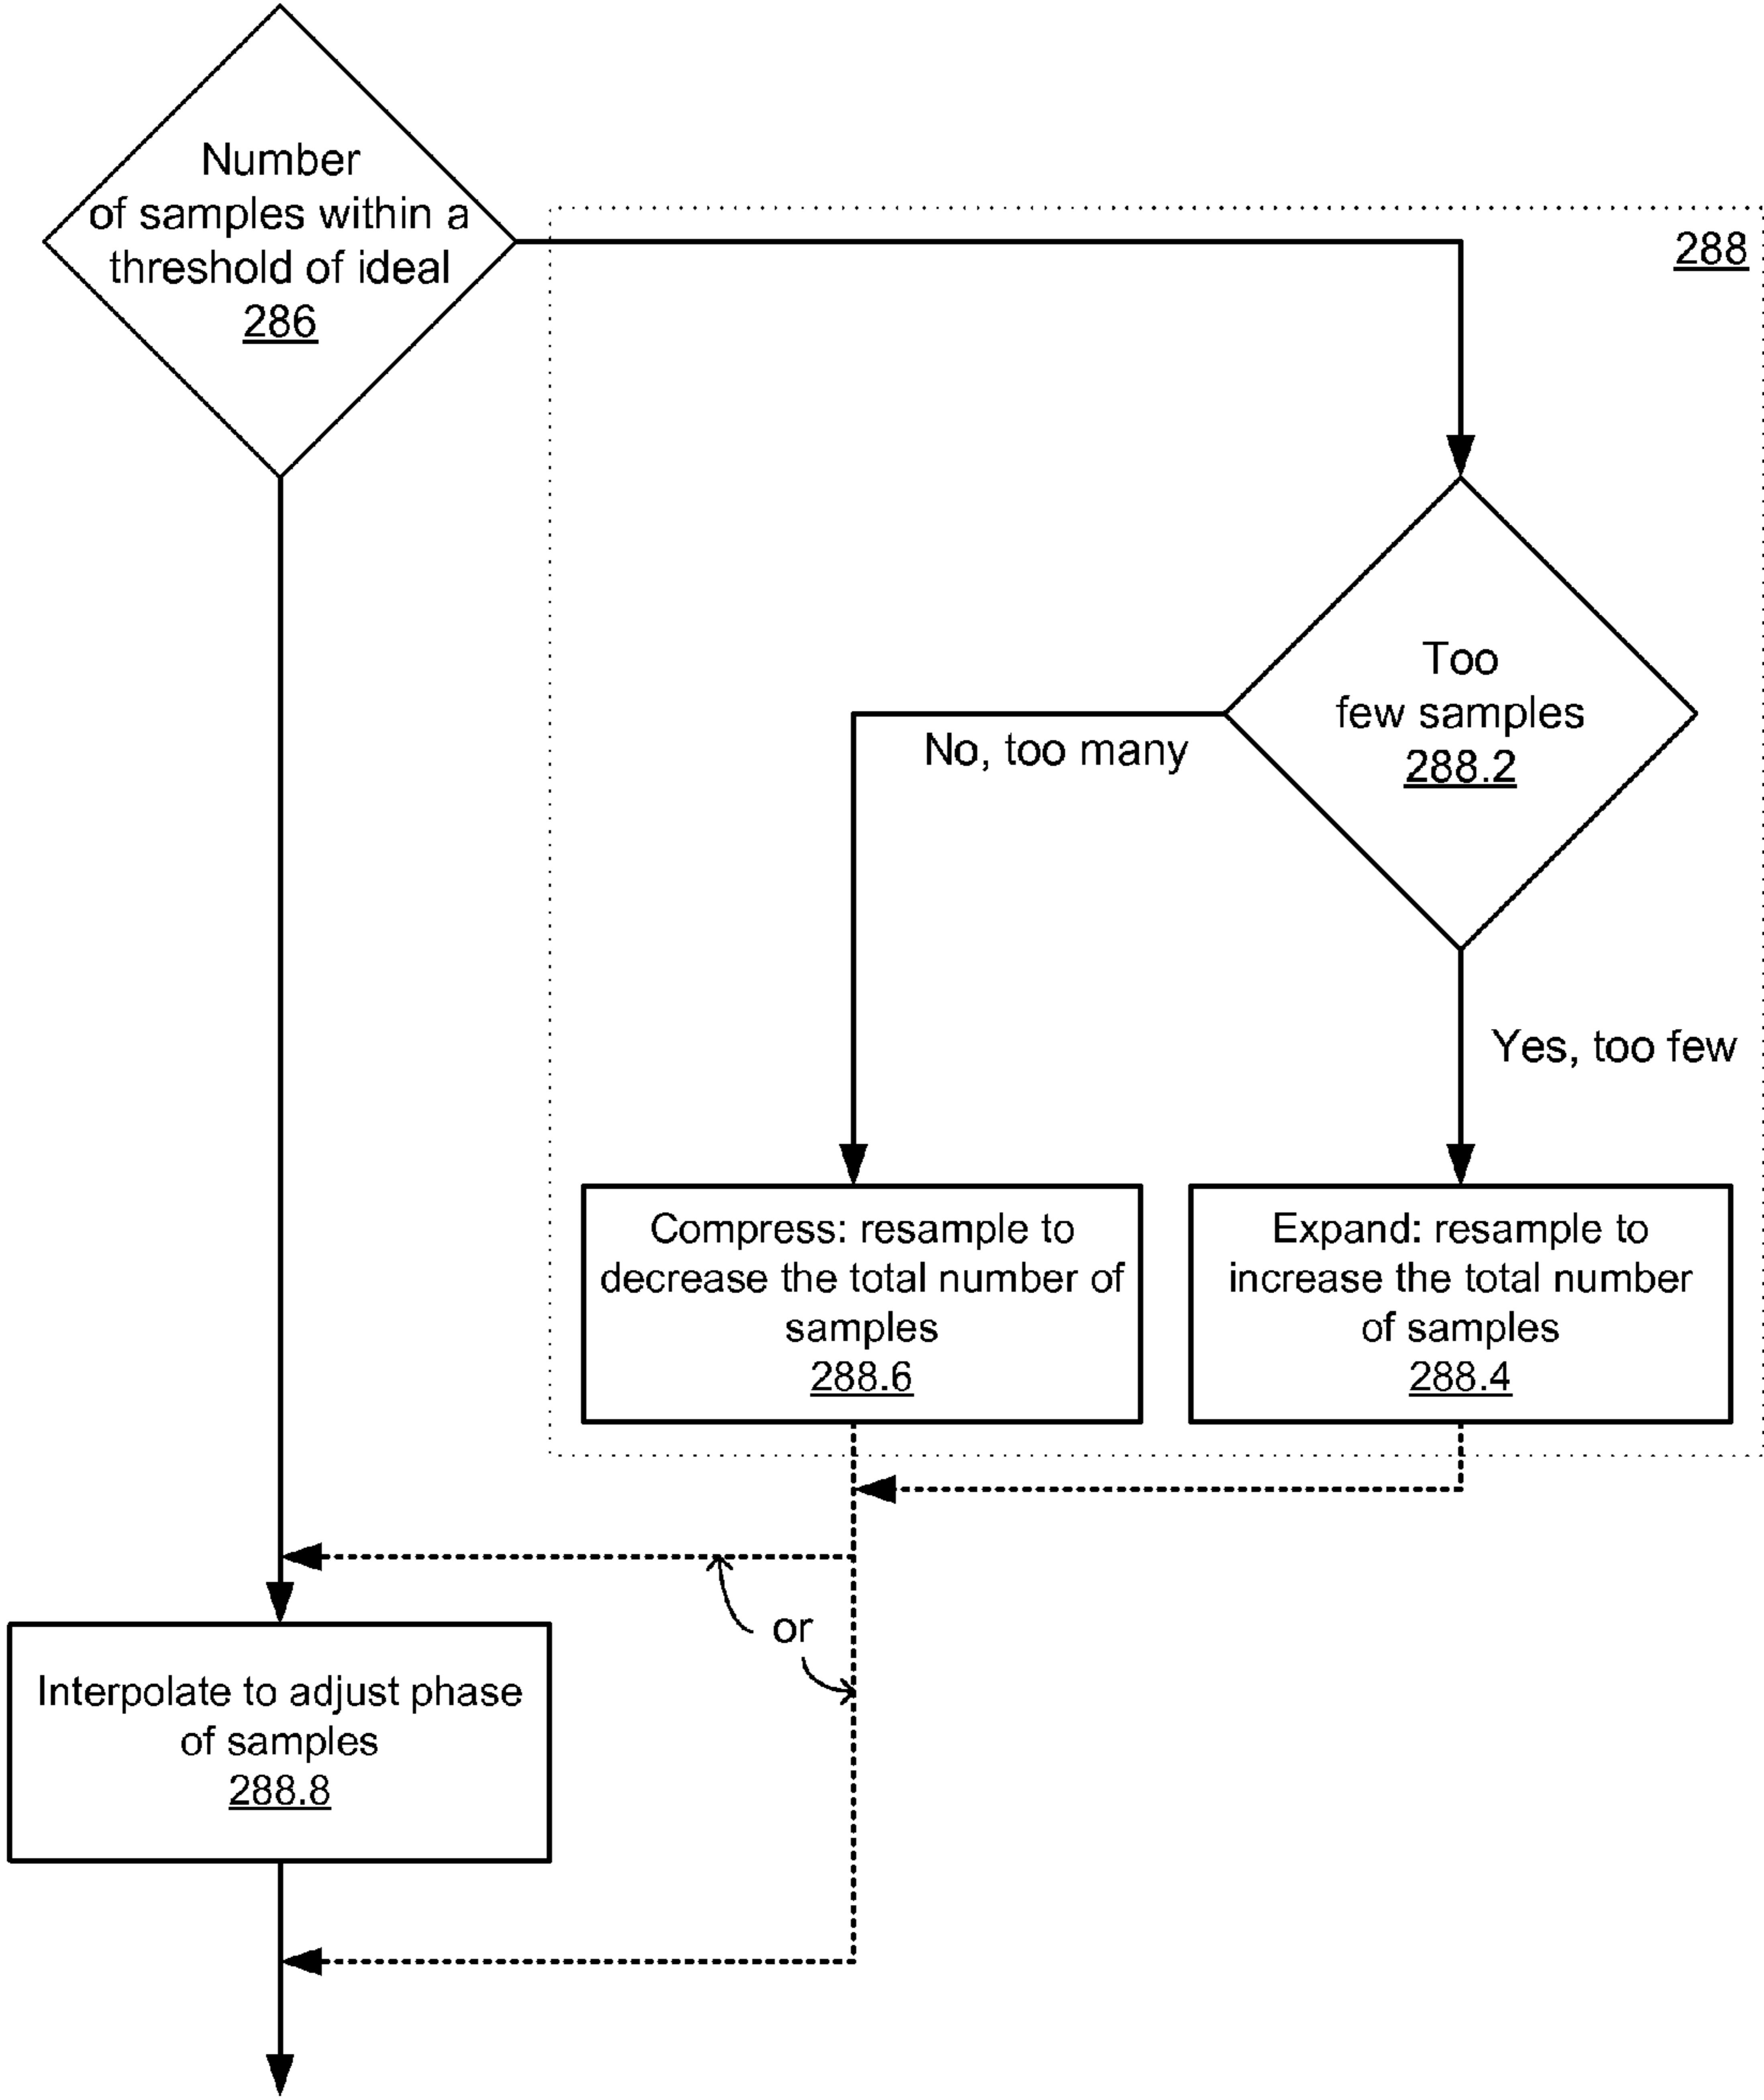 Number
of samples within a
threshold of ideal
286
288
Too
few samples
288.2
No, too many
Yes, too few
Compress: resample to
decrease the total number of
samples
288.6
Expand: resample to
increase the total number
of samples
288.4
or
Interpolate to adjust phase
of samples
288.8